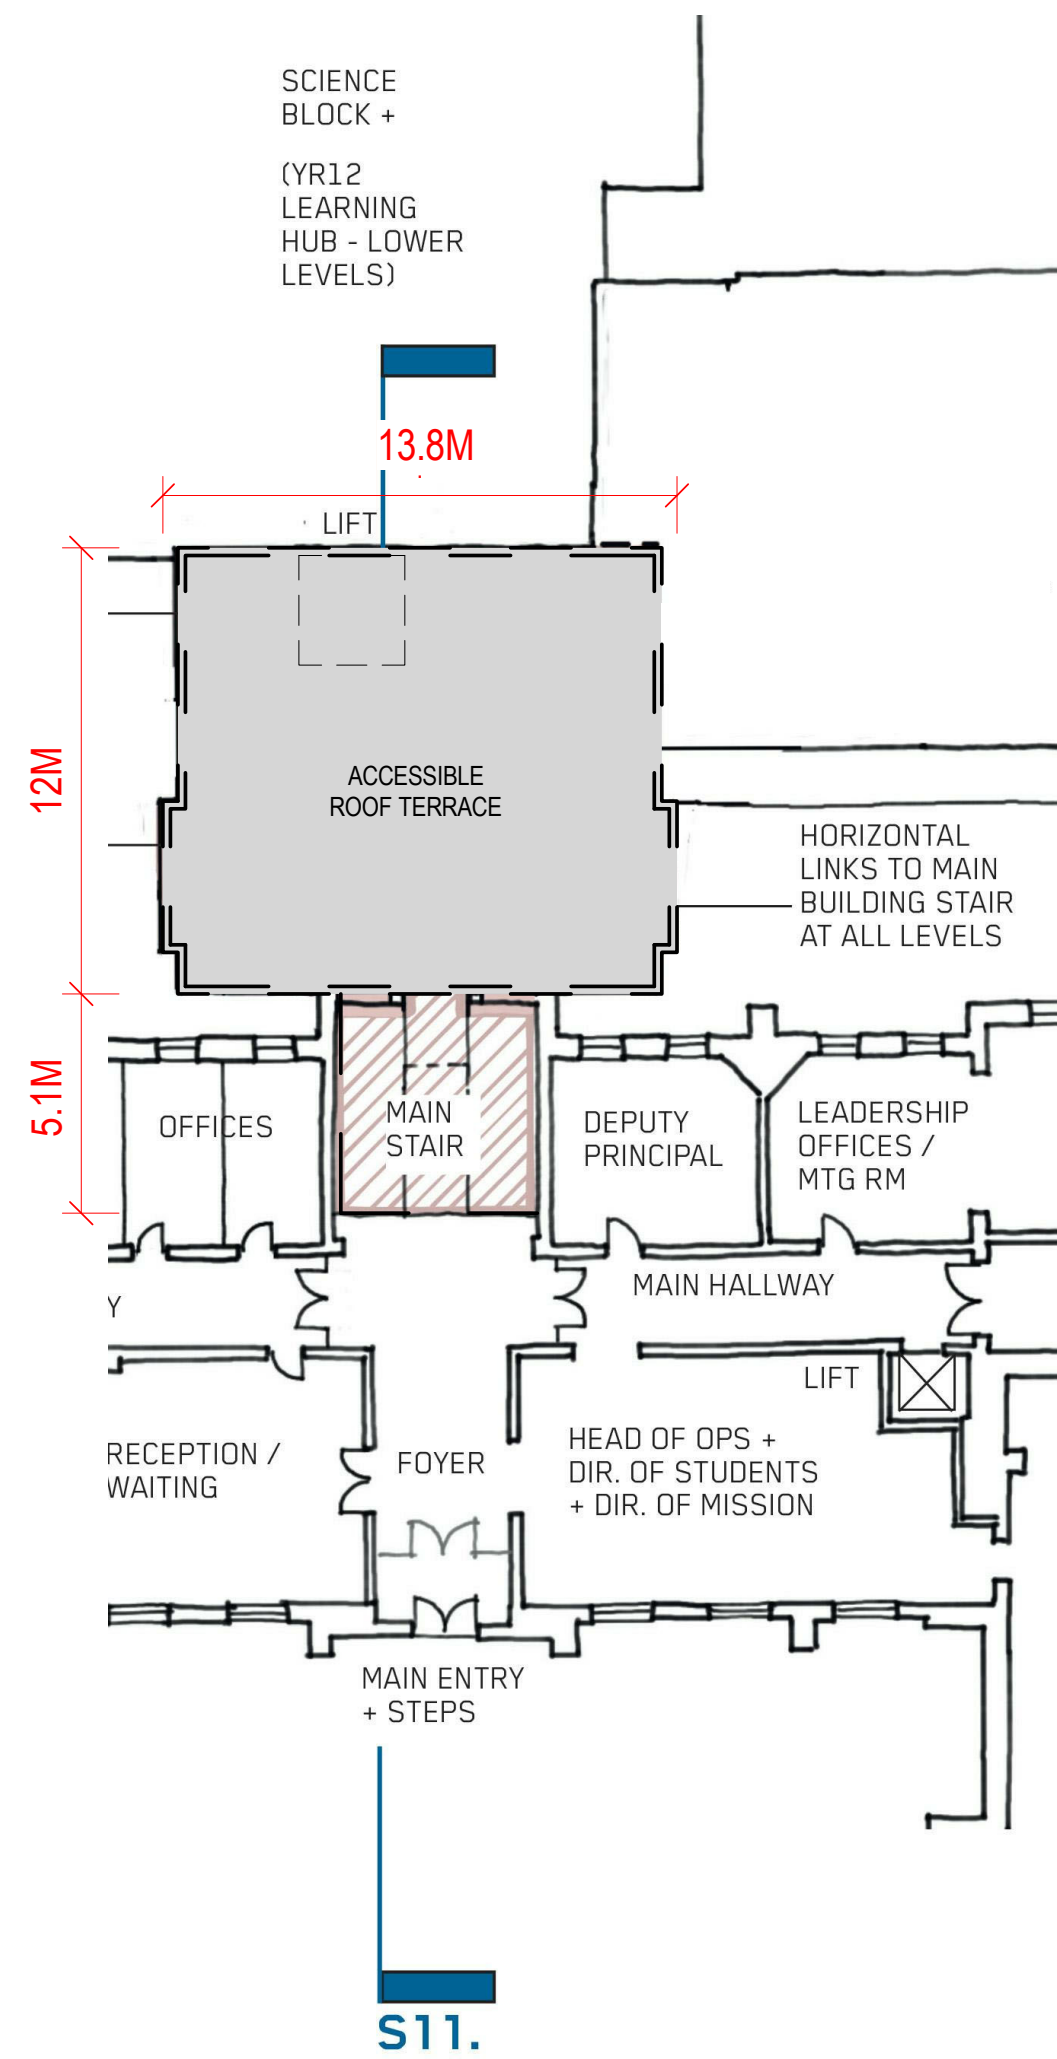 SCIENCE
BLOCK +
(YR12
LEARNING
HUB - LOWER
LEVELS)
13.8M
LIFT
12M
ACCESSIBLE
ROOF TERRACE
HORIZONTAL
LINKS TO MAIN
BUILDING STAIR
AT ALL LEVELS
5.1M
OFFICES
MAIN
STAIR
DEPUTY
PRINCIPAL
LEADERSHIP
OFFICES /
MTG RM
Y
MAIN HALLWAY
LIFT
RECEPTION /
WAITING
FOYER
HEAD OF OPS +
DIR. OF STUDENTS
+ DIR. OF MISSION
MAIN ENTRY
+ STEPS
S11.